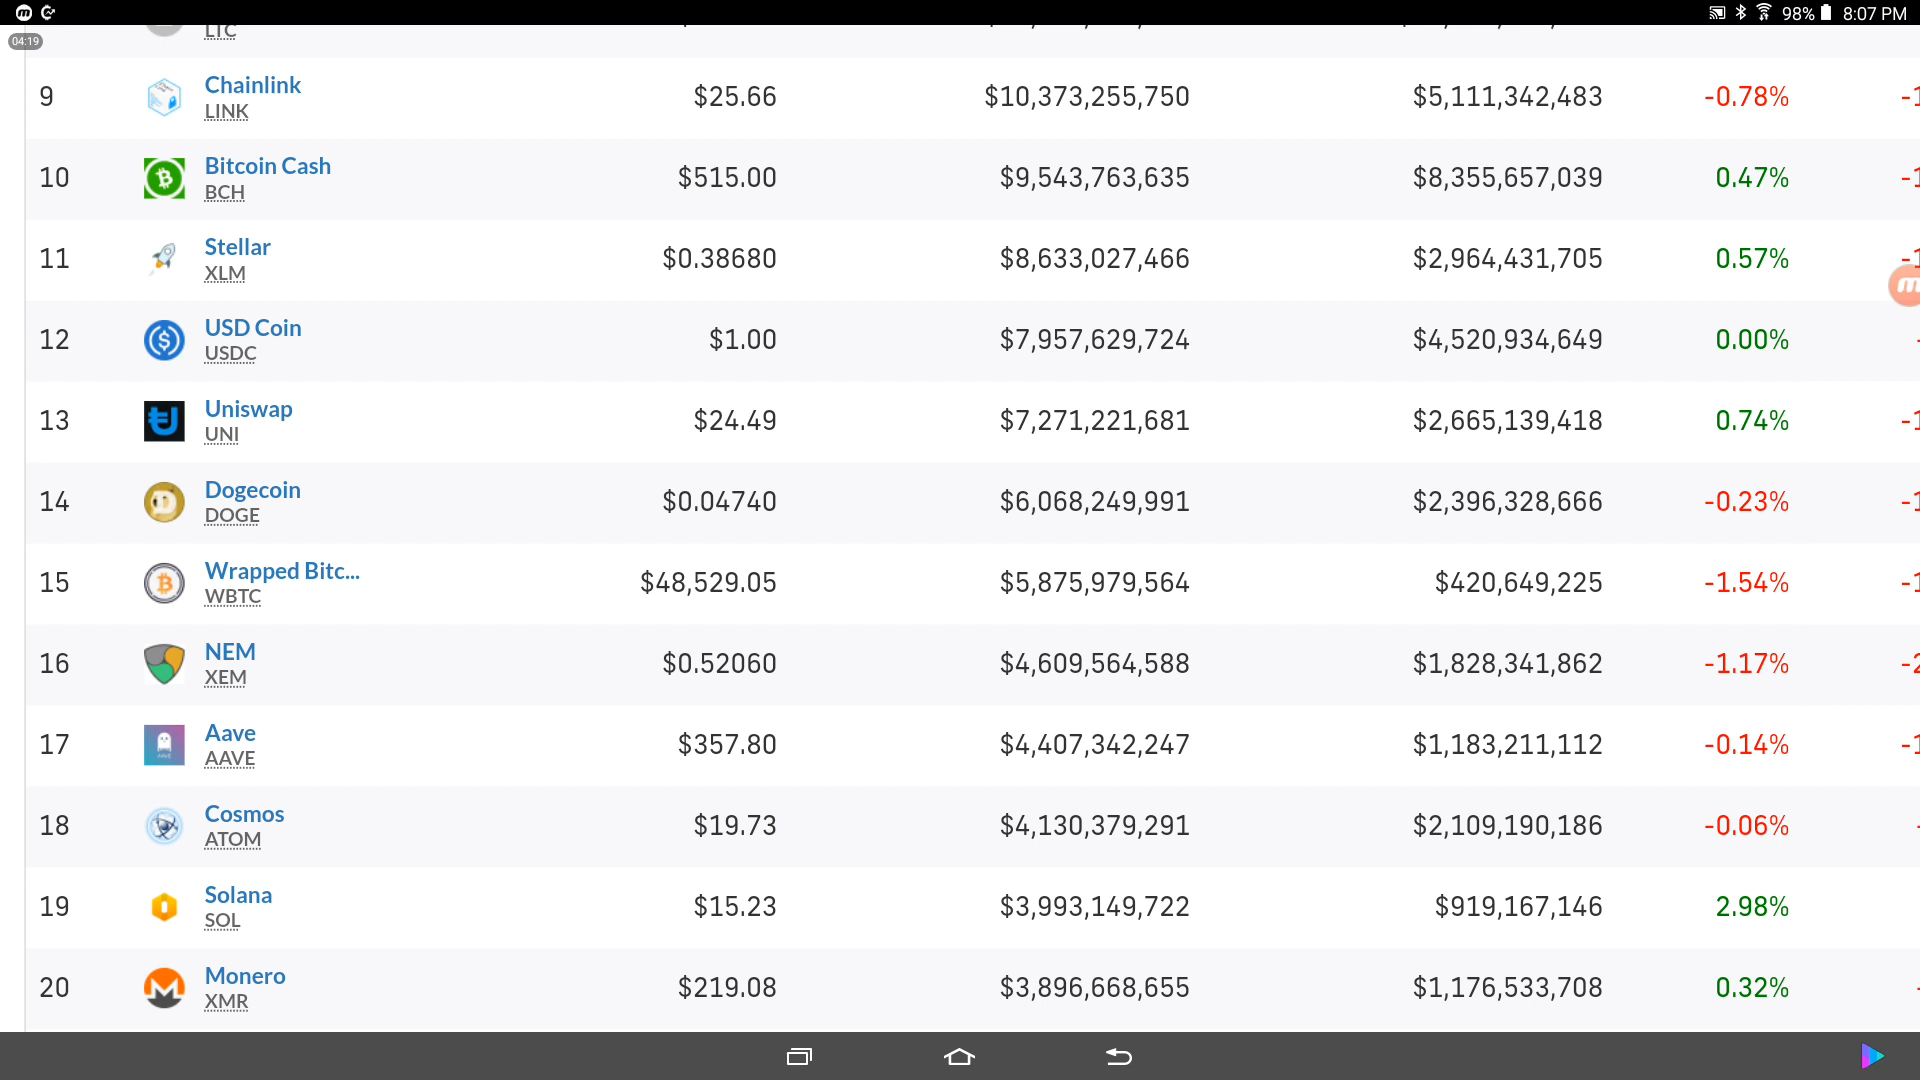 98% 8:07 PM
04:19
LTC
9 Chainlink $25.66 $10,373,255,750 $5,111,342,483 -0.78% -1
LINK
10 Bitcoin Cash $515.00 $9,543,763,635 $8,355,657,039 0.47% -1
BCH
11 Stellar $0.38680 $8,633,027,466 $2,964,431,705 0.57% -1
XLM
12 USD Coin $1.00 $7,957,629,724 $4,520,934,649 0.00% -
USDC
13 Uniswap $24.49 $7,271,221,681 $2,665,139,418 0.74% -1
UNI
14 Dogecoin $0.04740 $6,068,249,991 $2,396,328,666 -0.23% -1
DOGE
15 Wrapped Bitc... $48,529.05 $5,875,979,564 $420,649,225 -1.54% -1
WBTC
16 NEM $0.52060 $4,609,564,588 $1,828,341,862 -1.17% -2
XEM
17 Aave $357.80 $4,407,342,247 $1,183,211,112 -0.14% -1
AAVE
18 Cosmos $19.73 $4,130,379,291 $2,109,190,186 -0.06% -
ATOM
19 Solana $15.23 $3,993,149,722 $919,167,146 2.98%
SOL
20 Monero $219.08 $3,896,668,655 $1,176,533,708 0.32% -
XMR